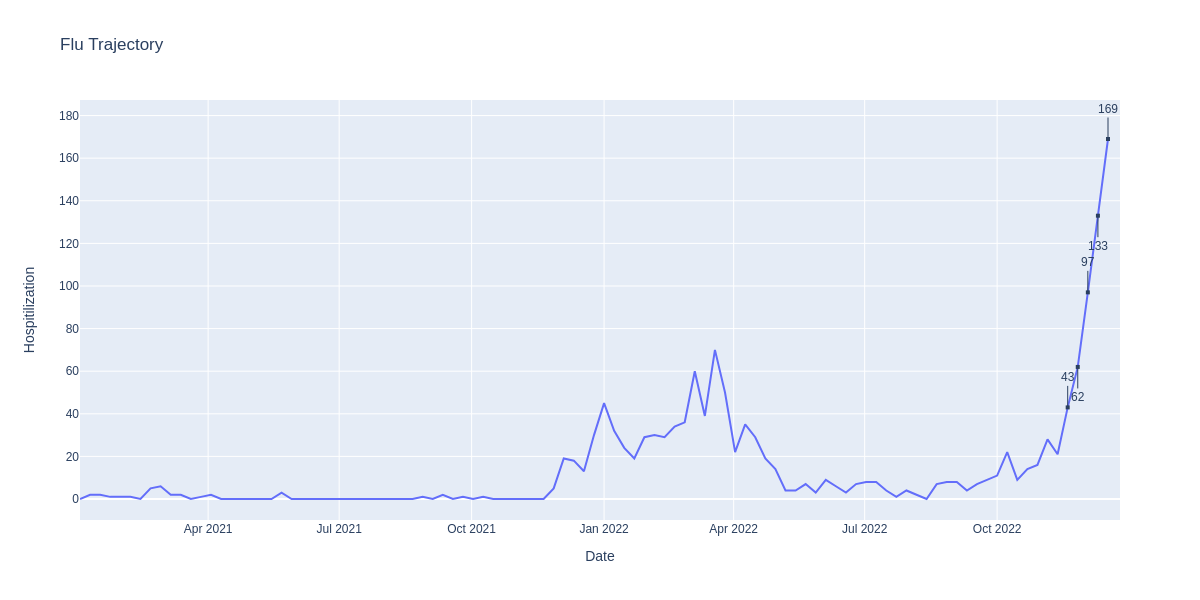 Flu Trajectory
169
180
160
140
120
133
97
100
80
60
43
62
40
20
0
Hospitilization
Apr 2021
Jul 2021
Oct 2021
Jan 2022
Apr 2022
Jul 2022
Oct 2022
Date